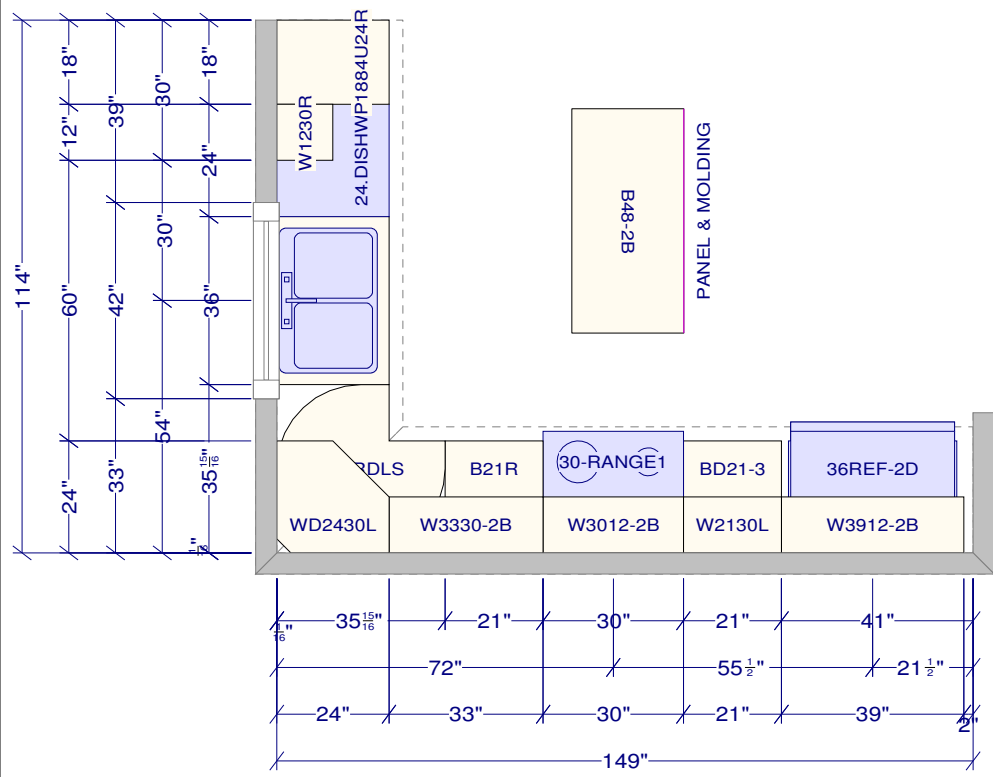 24.DISHWP1884U24R
W1230R
18"
12"
60"
24"
114"
39"
42"
33"
30"
30"
54"
18"
24"
36"
35 15/16"
1/16"
B48-2B
PANEL & MOLDING
BDLS
B21R
30-RANGE1
BD21-3
36REF-2D
WD2430L
W3330-2B
W3012-2B
W2130L
W3912-2B
1/16"
35 15/16"
21"
30"
21"
41"
72"
55 1/2"
21 1/2"
24"
33"
30"
21"
39"
2"
149"